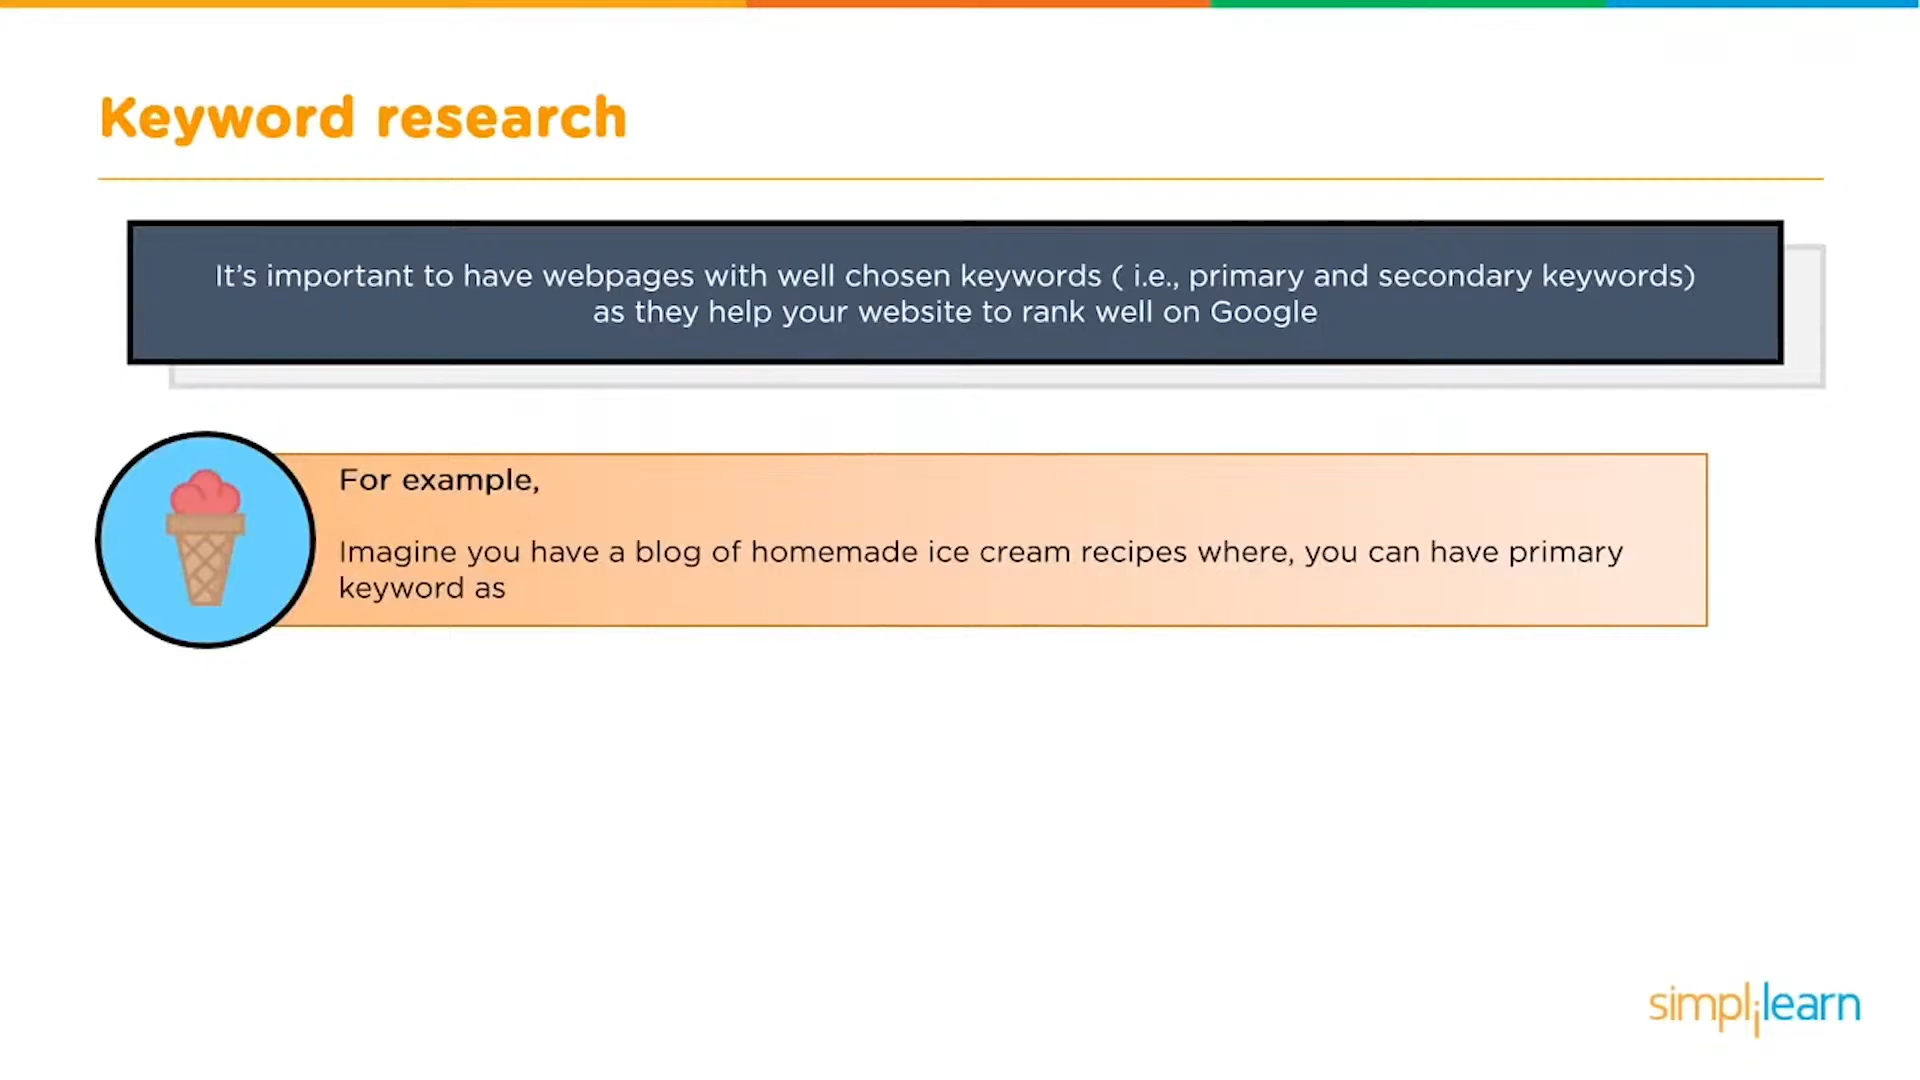 Keyword research
It’s important to have webpages with well chosen keywords ( i.e., primary and secondary keywords)
as they help your website to rank well on Google
For example,
Imagine you have a blog of homemade ice cream recipes where, you can have primary
keyword as
simplilearn